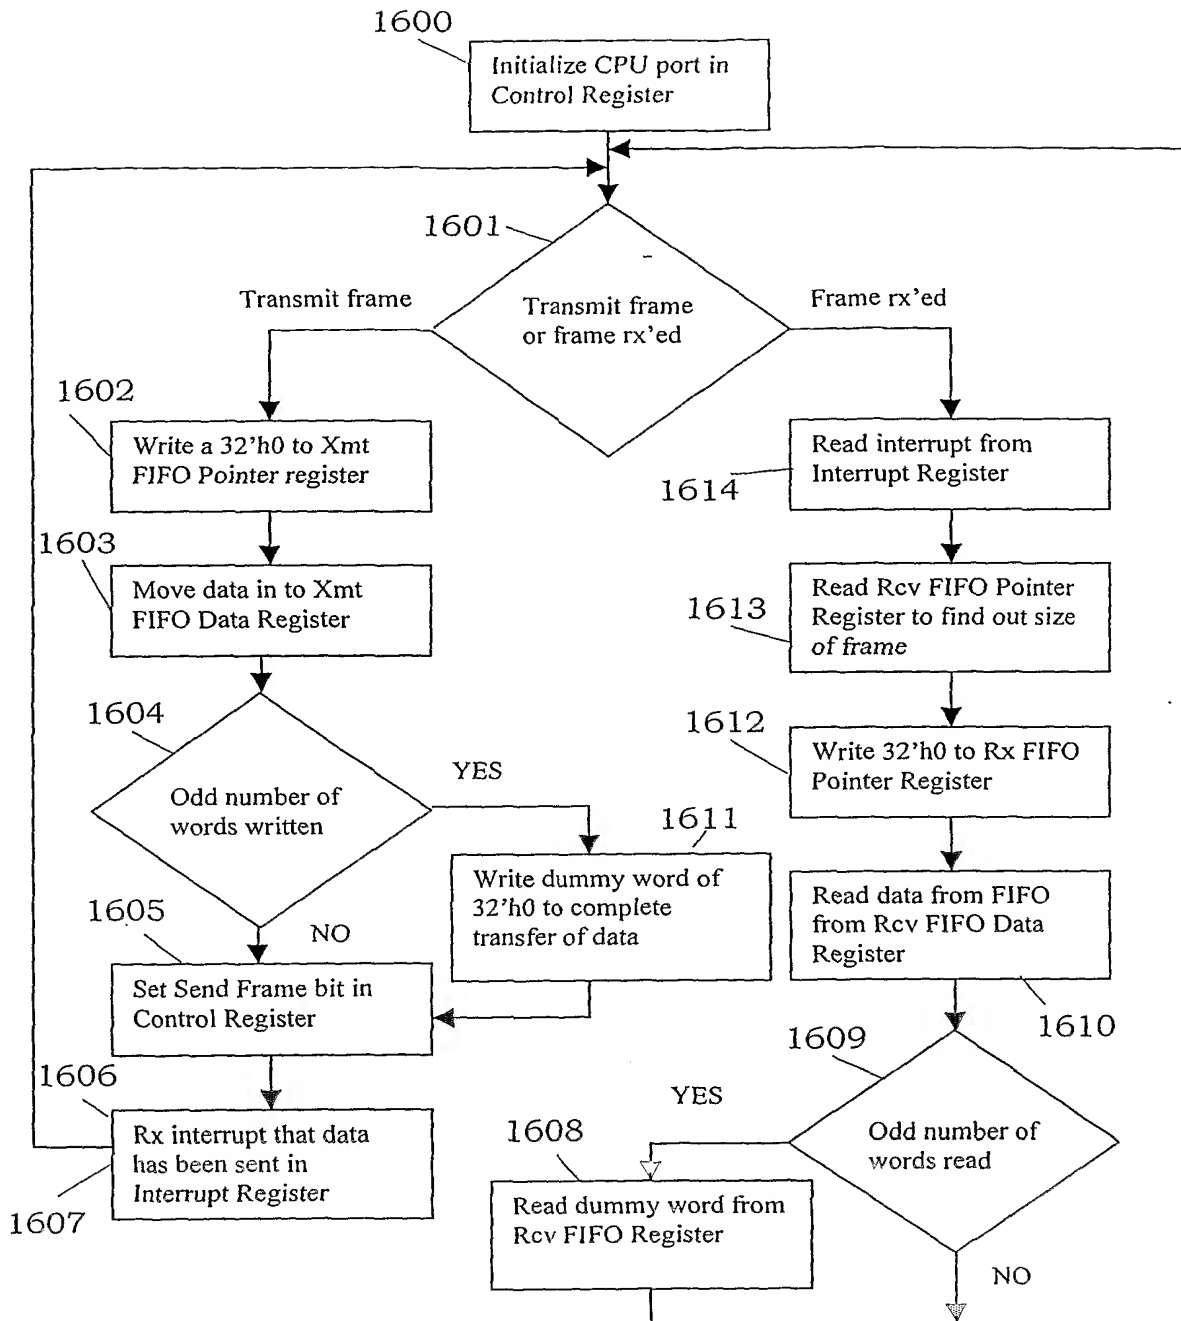 1600
Initialize CPU port in
Control Register
1601
Transmit frame
Frame rx'ed
Transmit frame
or frame rx'ed
1602
Write a 32'h0 to Xmt
FIFO Pointer register
Read interrupt from
Interrupt Register
1614
1603
Move data in to Xmt
FIFO Data Register
Read Rcv FIFO Pointer
Register to find out size
of frame
1613
1604
Odd number of
words written
YES
1612
Write 32'h0 to Rx FIFO
Pointer Register
1611
Write dummy word of
32'h0 to complete
transfer of data
Read data from FIFO
from Rcv FIFO Data
Register
1610
1605
NO
Set Send Frame bit in
Control Register
1609
1606
Rx interrupt that data
has been sent in
Interrupt Register
1607
YES
Odd number of
words read
1608
Read dummy word from
Rcv FIFO Register
NO